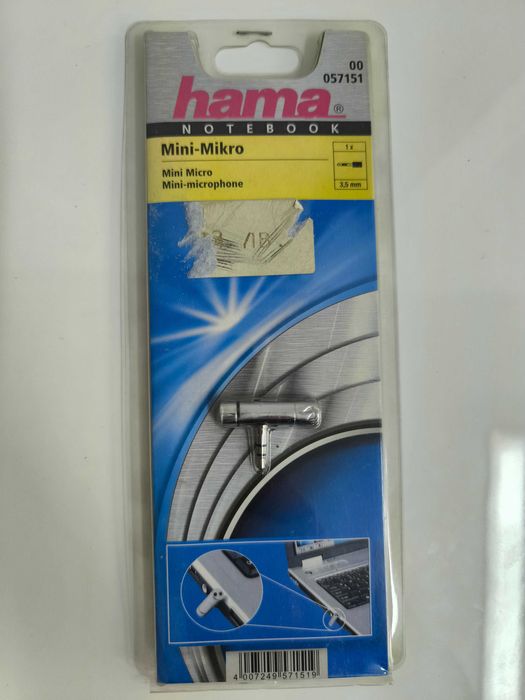 00
057151
hama®
NOTEBOOK
Mini-Mikro
Mini Micro
Mini-microphone
1 x
3,5 mm
4 007249 571519